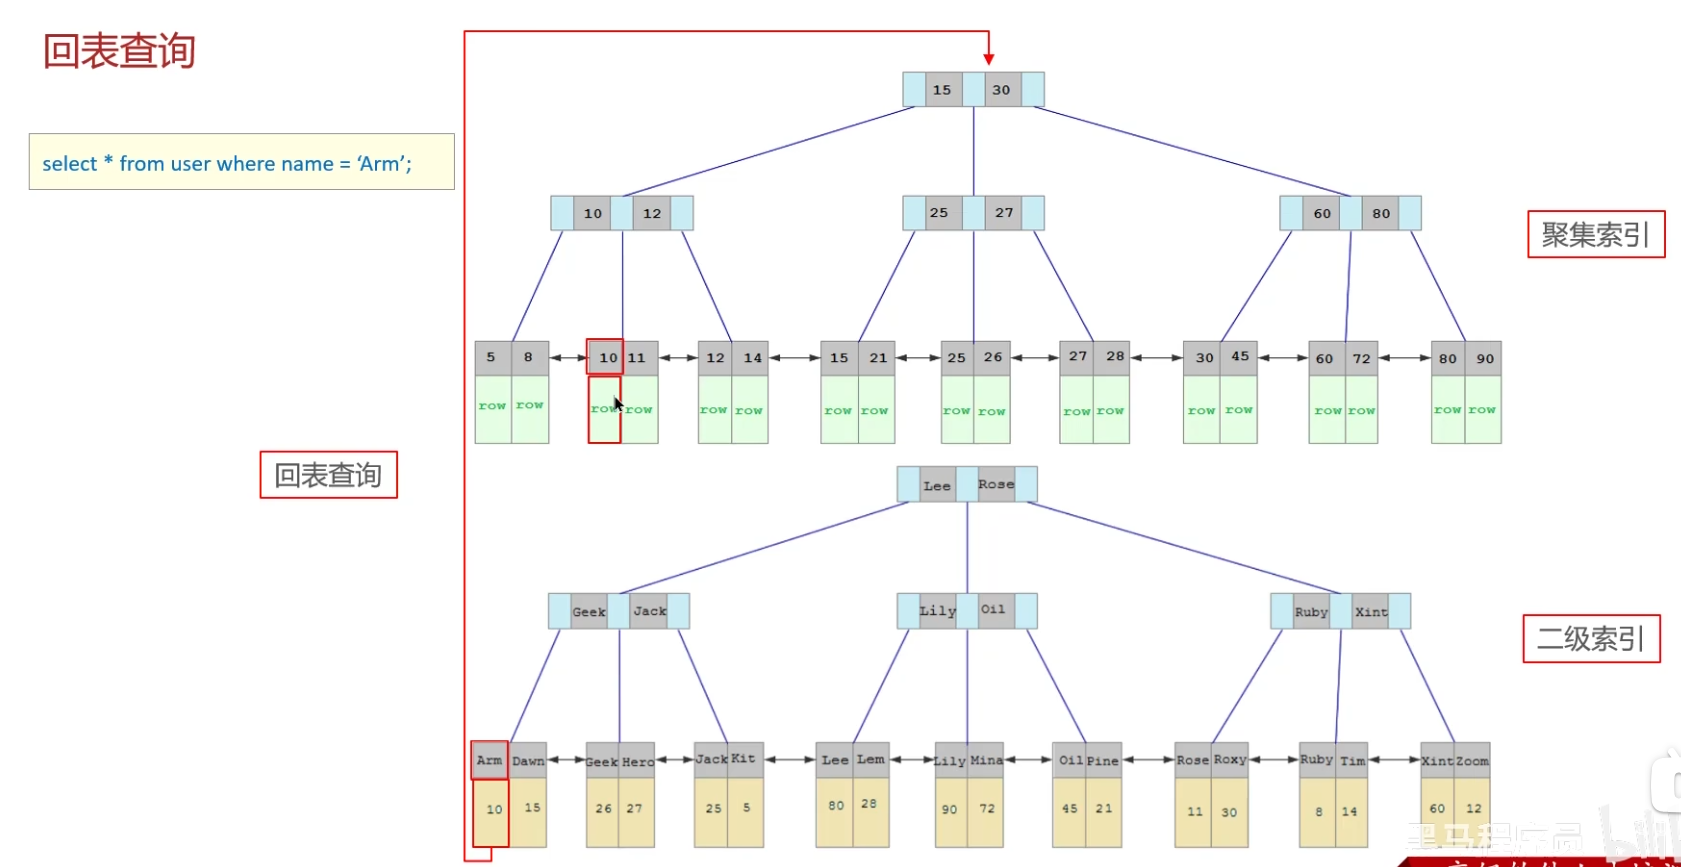 回表查询
select * from user where name = ‘Arm’;
15 30
10 12 25 27 60 80
聚集索引
5 8 10 11 12 14 15 21 25 26 27 28 30 45 60 72 80 90
row row row row row row row row row row row row row row row row row row
回表查询
Lee Rose
Geek Jack Lily Oil Ruby Xint
二级索引
Arm Dawn Geek Hero Jack Kit Lee Lem Lily Mina Oil Pine Rose Roxy Ruby Tim Xint Zoom
10 15 26 27 25 5 80 28 90 72 45 21 11 30 8 14 60 12
黑马程序员